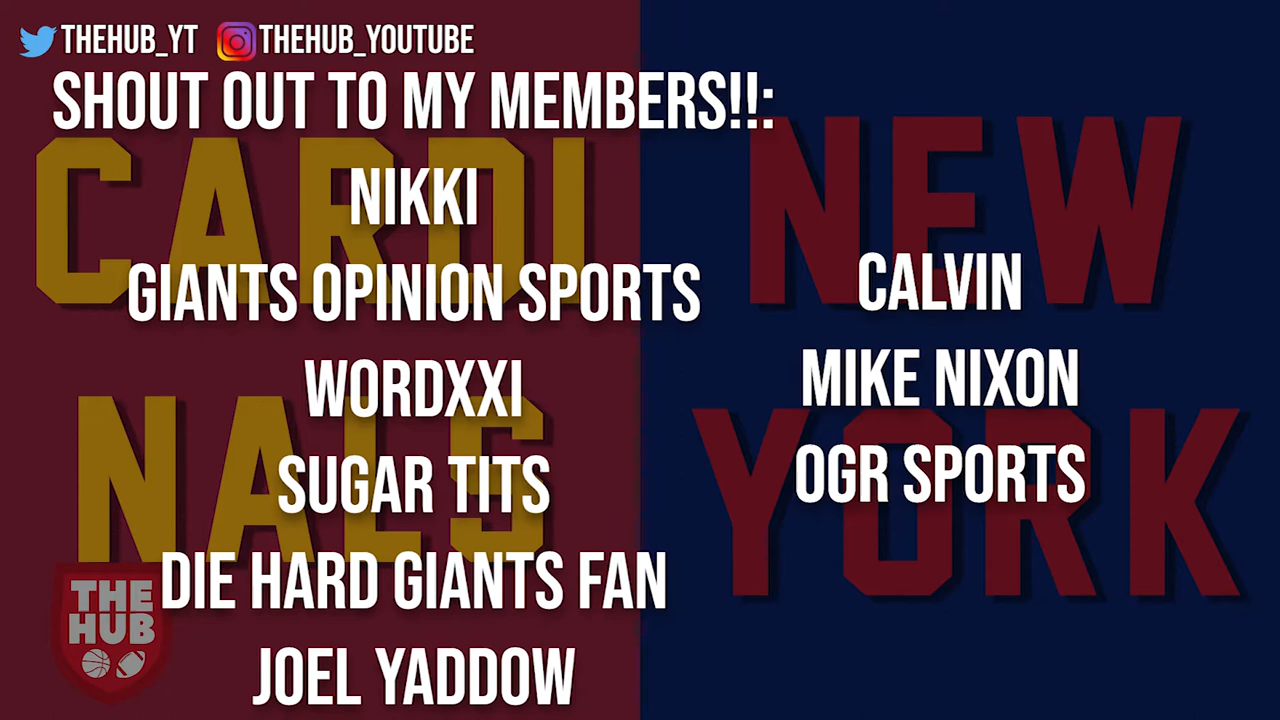 THEHUB_YT THEHUB_YOUTUBE
SHOUT OUT TO MY MEMBERS!!:
NIKKI
GIANTS OPINION SPORTS
WORDXXI
SUGAR TITS
DIE HARD GIANTS FAN
JOEL YADDOW
CALVIN
MIKE NIXON
OGR SPORTS
CARDI
NALS
NEW
YORK
THE
HUB